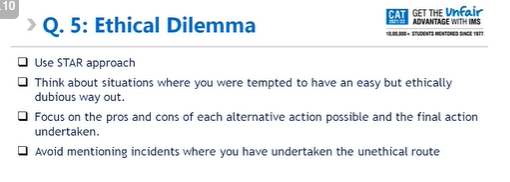 10
Q. 5: Ethical Dilemma
CAT
GET THE Unfair
ADVANTAGE WITH IMS
10,00,000+ STUDENTS MENTORED SINCE 1977
Use STAR approach
Think about situations where you were tempted to have an easy but ethically
dubious way out.
Focus on the pros and cons of each alternative action possible and the final action
undertaken.
Avoid mentioning incidents where you have undertaken the unethical route